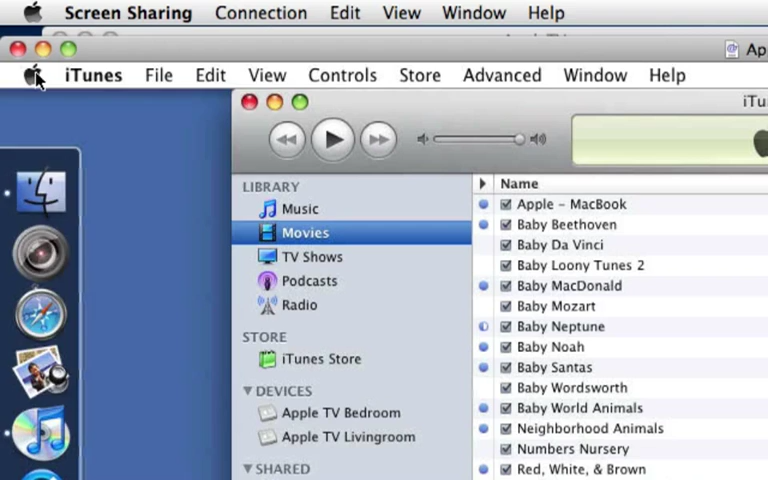 Screen Sharing Connection Edit View Window Help
Ap
iTunes File Edit View Controls Store Advanced Window Help
iTu
LIBRARY
Music
Movies
TV Shows
Podcasts
Radio
STORE
iTunes Store
DEVICES
Apple TV Bedroom
Apple TV Livingroom
SHARED
Name
Apple – MacBook
Baby Beethoven
Baby Da Vinci
Baby Loony Tunes 2
Baby MacDonald
Baby Mozart
Baby Neptune
Baby Noah
Baby Santas
Baby Wordsworth
Baby World Animals
Neighborhood Animals
Numbers Nursery
Red, White, & Brown